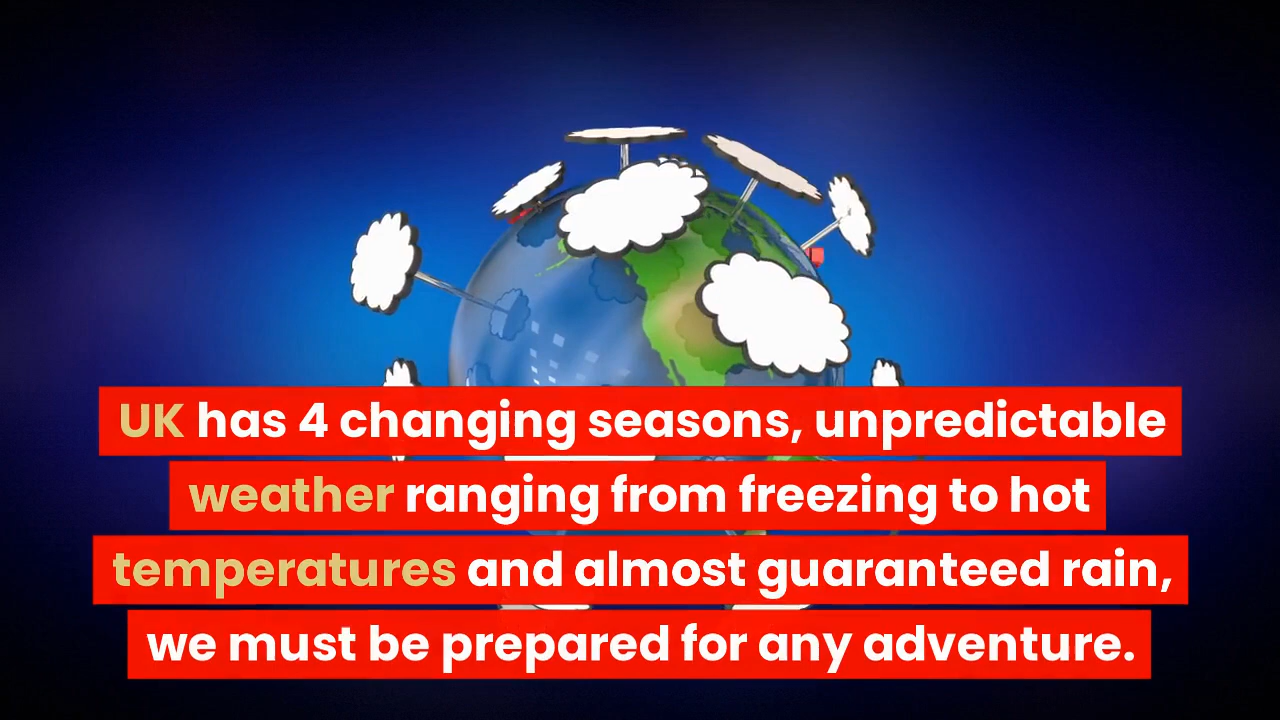 UK has 4 changing seasons, unpredictable
weather ranging from freezing to hot
temperatures and almost guaranteed rain,
we must be prepared for any adventure.